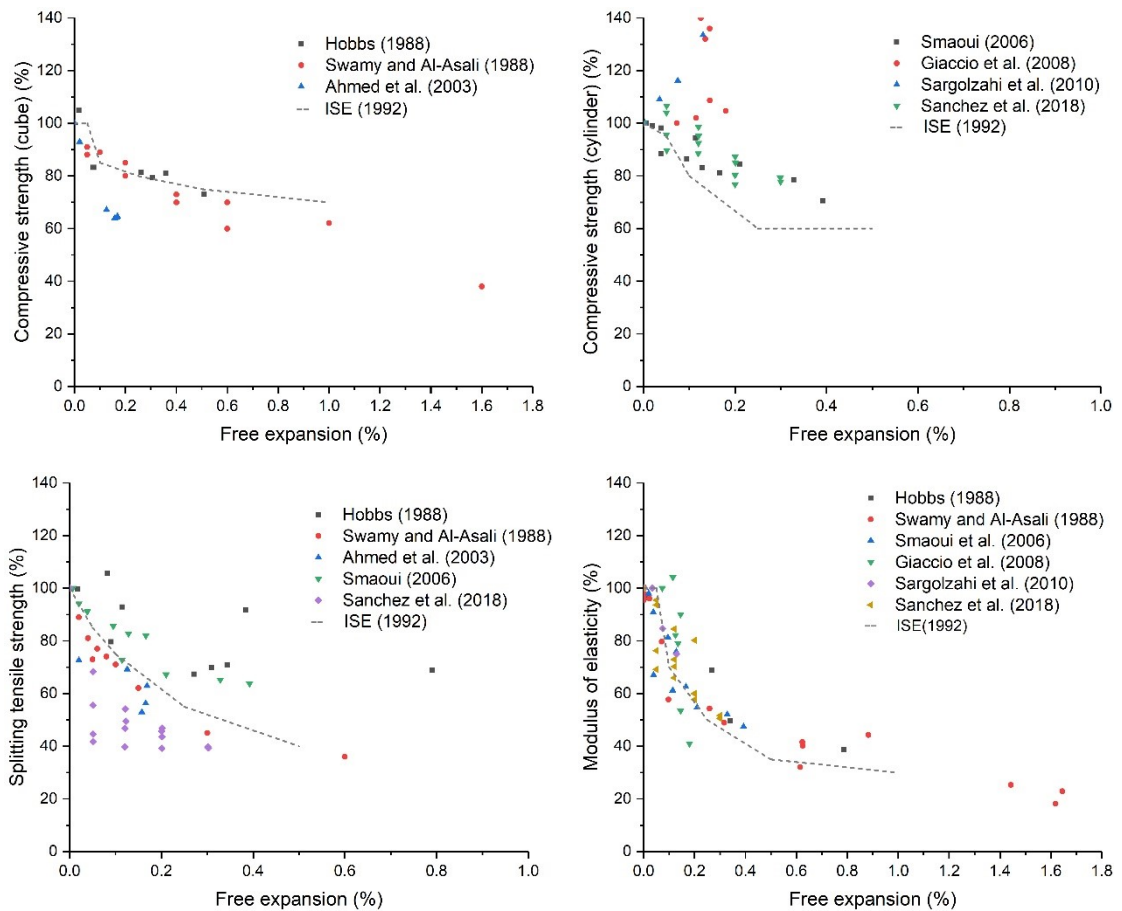 Compressive strength (cube) (%)
140
120
100
80
60
40
20
0
Hobbs (1988)
Swamy and Al-Asali (1988)
Ahmed et al. (2003)
ISE (1992)
0.0 0.2 0.4 0.6 0.8 1.0 1.2 1.4 1.6 1.8
Free expansion (%)
Compressive strength (cylinder) (%)
140
120
100
80
60
40
20
0
Smaoui (2006)
Giaccio et al. (2008)
Sargolzahi et al. (2010)
Sanchez et al. (2018)
ISE (1992)
0.0 0.2 0.4 0.6 0.8 1.0
Free expansion (%)
Splitting tensile strength (%)
140
120
100
80
60
40
20
0
Hobbs (1988)
Swamy and Al-Asali (1988)
Ahmed et al. (2003)
Smaoui (2006)
Sanchez et al. (2018)
ISE (1992)
0.0 0.2 0.4 0.6 0.8 1.0
Free expansion (%)
Modulus of elasticity (%)
140
120
100
80
60
40
20
0
Hobbs (1988)
Swamy and Al-Asali (1988)
Smaoui et al. (2006)
Giaccio et al. (2008)
Sargolzahi et al. (2010)
Sanchez et al. (2018)
ISE(1992)
0.0 0.2 0.4 0.6 0.8 1.0 1.2 1.4 1.6 1.8
Free expansion (%)